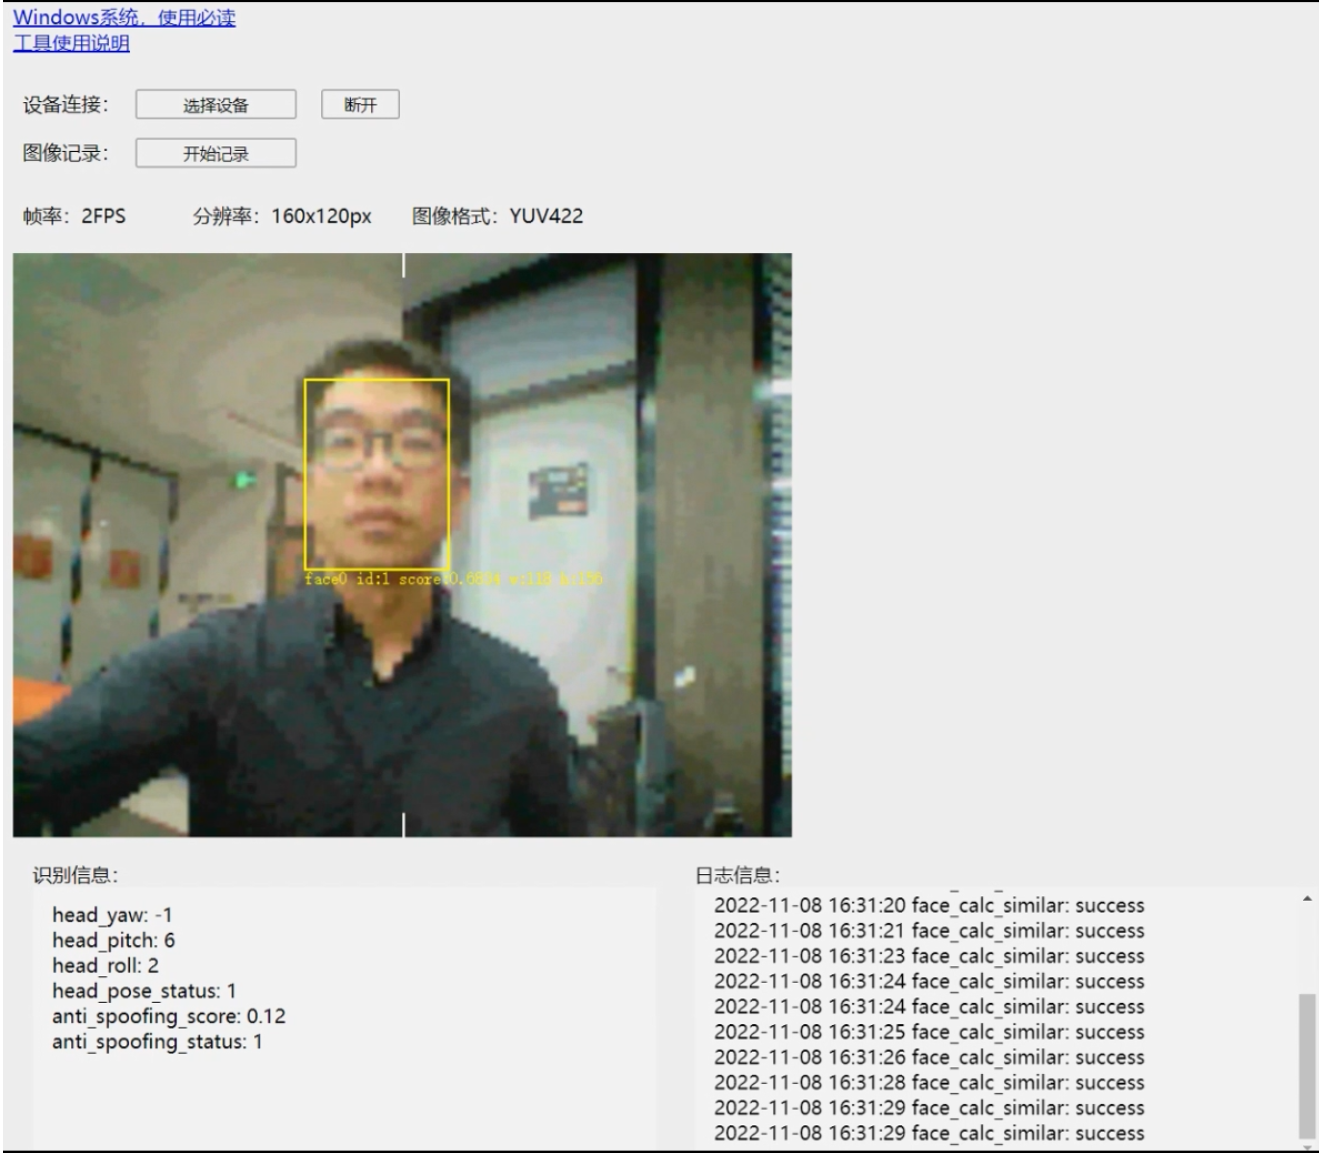 Windows系统，使用必读
工具使用说明
设备连接： 选择设备 断开
图像记录： 开始记录
帧率：2FPS 分辨率：160x120px 图像格式：YUV422
face0 id:1 score:0.6834 w:118 h:156
识别信息：
head_yaw: -1
head_pitch: 6
head_roll: 2
head_pose_status: 1
anti_spoofing_score: 0.12
anti_spoofing_status: 1
日志信息：
2022-11-08 16:31:20 face_calc_similar: success
2022-11-08 16:31:21 face_calc_similar: success
2022-11-08 16:31:23 face_calc_similar: success
2022-11-08 16:31:24 face_calc_similar: success
2022-11-08 16:31:24 face_calc_similar: success
2022-11-08 16:31:25 face_calc_similar: success
2022-11-08 16:31:26 face_calc_similar: success
2022-11-08 16:31:28 face_calc_similar: success
2022-11-08 16:31:29 face_calc_similar: success
2022-11-08 16:31:29 face_calc_similar: success